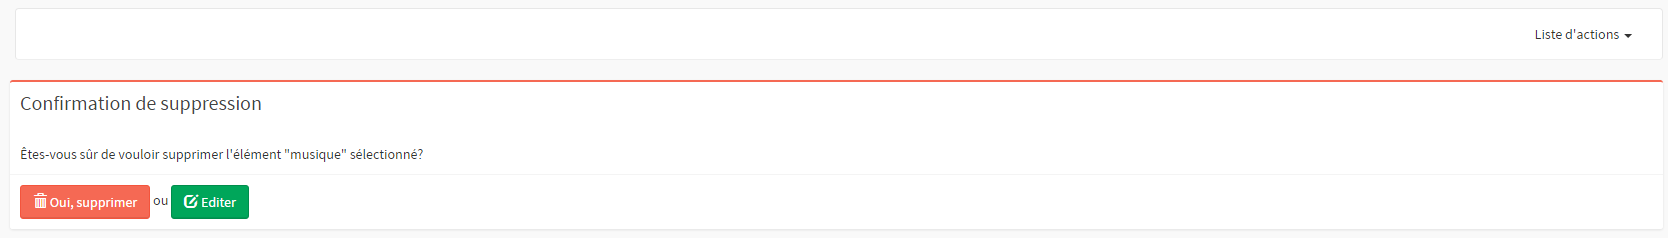 Liste d'actions
Confirmation de suppression
Êtes-vous sûr de vouloir supprimer l'élément "musique" sélectionné?
Oui, supprimer ou Editer